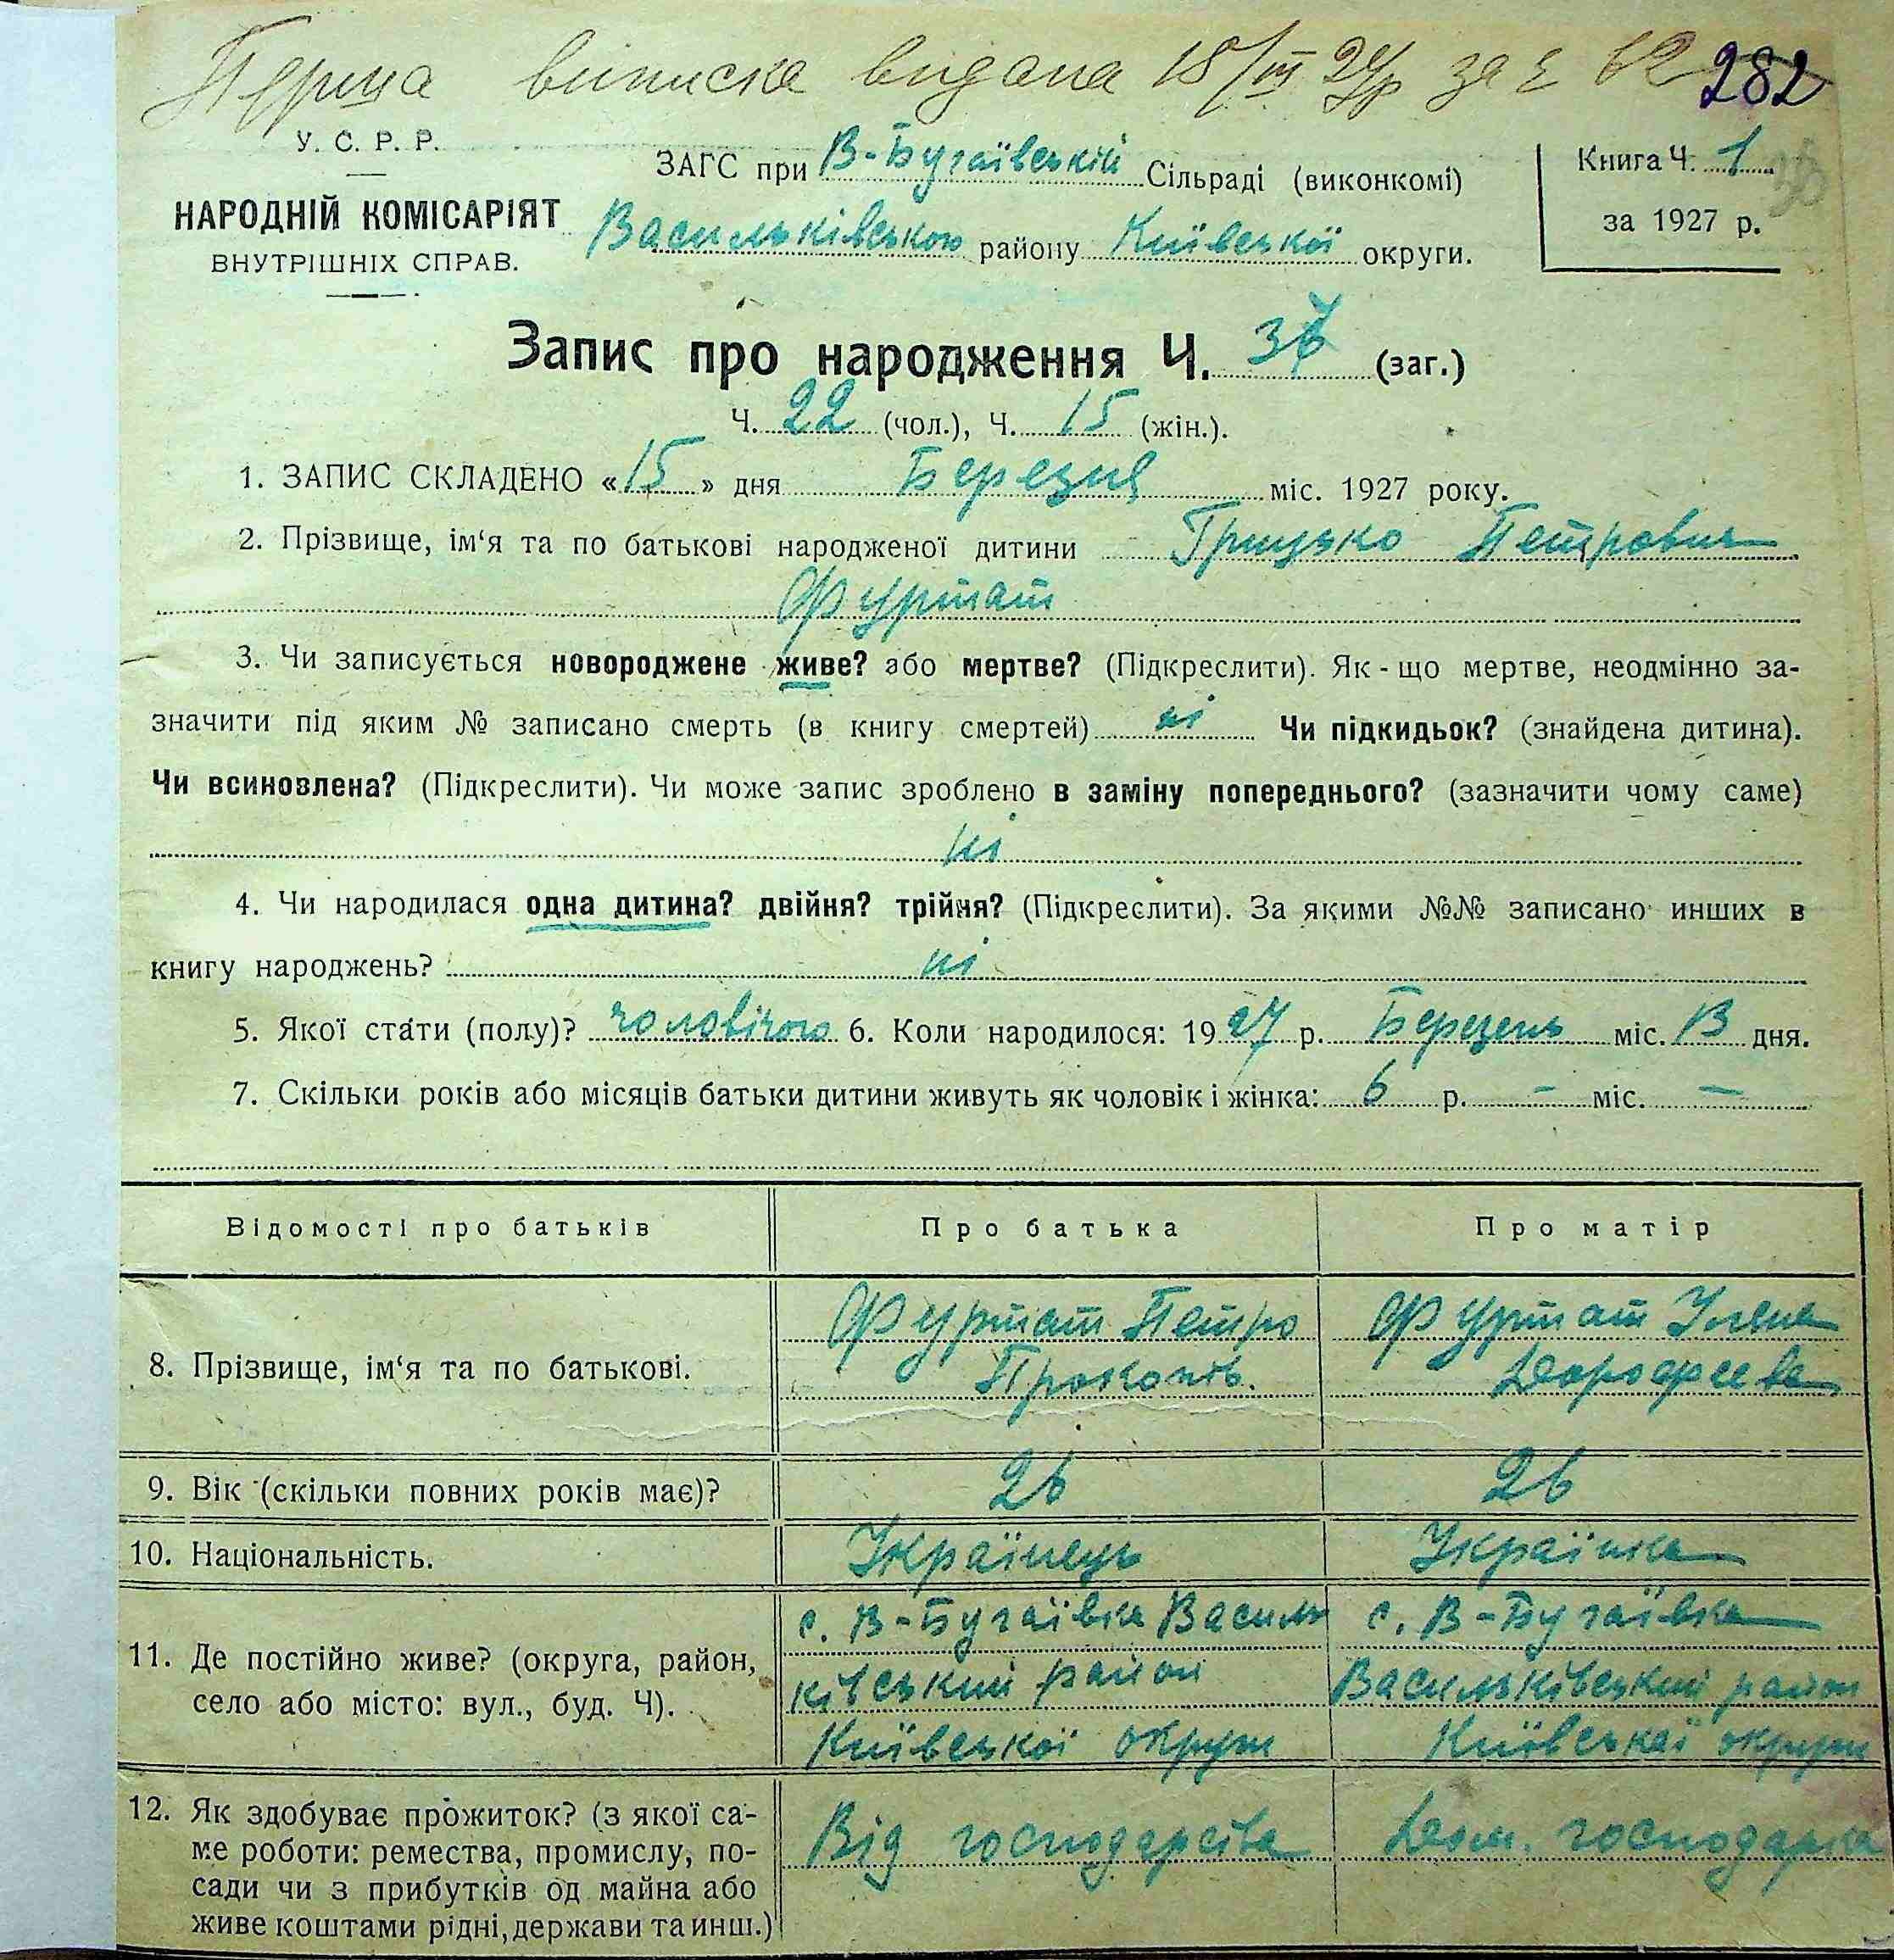 Перша виписка видана 15/III 27р за №
282
У. С. Р. Р.
НАРОДНІЙ КОМІСАРІЯТ
ВНУТРІШНІХ СПРАВ.
ЗАГС при В-Бугаївській Сільраді (виконкомі)
Васильківського району Київської округи.
Книга Ч. 1
за 1927 р.
Запис про народження Ч. 37 (заг.)
Ч. 22 (чол.), Ч. 15 (жін.).
1. ЗАПИС СКЛАДЕНО «15» дня Березня міс. 1927 року.
2. Прізвище, ім‘я та по батькові народженої дитини Грицько Петрович
Фуртат
3. Чи записується новороджене живе? або мертве? (Підкреслити). Як - що мертве, неодмінно за-
значити під яким № записано смерть (в книгу смертей) ні Чи підкидьок? (знайдена дитина).
Чи всиновлена? (Підкреслити). Чи може запис зроблено в заміну попереднього? (зазначити чому саме)
ні
4. Чи народилася одна дитина? двійня? трійня? (Підкреслити). За якими №№ записано инших в
книгу народжень? ні
5. Якої стати (полу)? чоловічого 6. Коли народилося: 1927 р. Березень міс. 13 дня.
7. Скільки років або місяців батьки дитини живуть як чоловік і жінка: 6 р. – міс. –
Відомості про батьків Про батька Про матір
8. Прізвище, ім‘я та по батькові.
Фуртат Петро
Прокопів.
Фуртат Уляна
Дорофеєва
9. Вік (скільки повних років має)? 26 26
10. Національність. Українець Українка
11. Де постійно живе? (округа, район,
село або місто: вул., буд. Ч).
с. В-Бугаївка Василь
ківський район
Київської округи
с. В-Бугаївка
Васильківський район
Київської округи
12. Як здобуває прожиток? (з якої са-
ме роботи: ремества, промислу, по-
сади чи з прибутків од майна або
живе коштами рідні, держави та инш.)
Від господарства
Дом. господарка